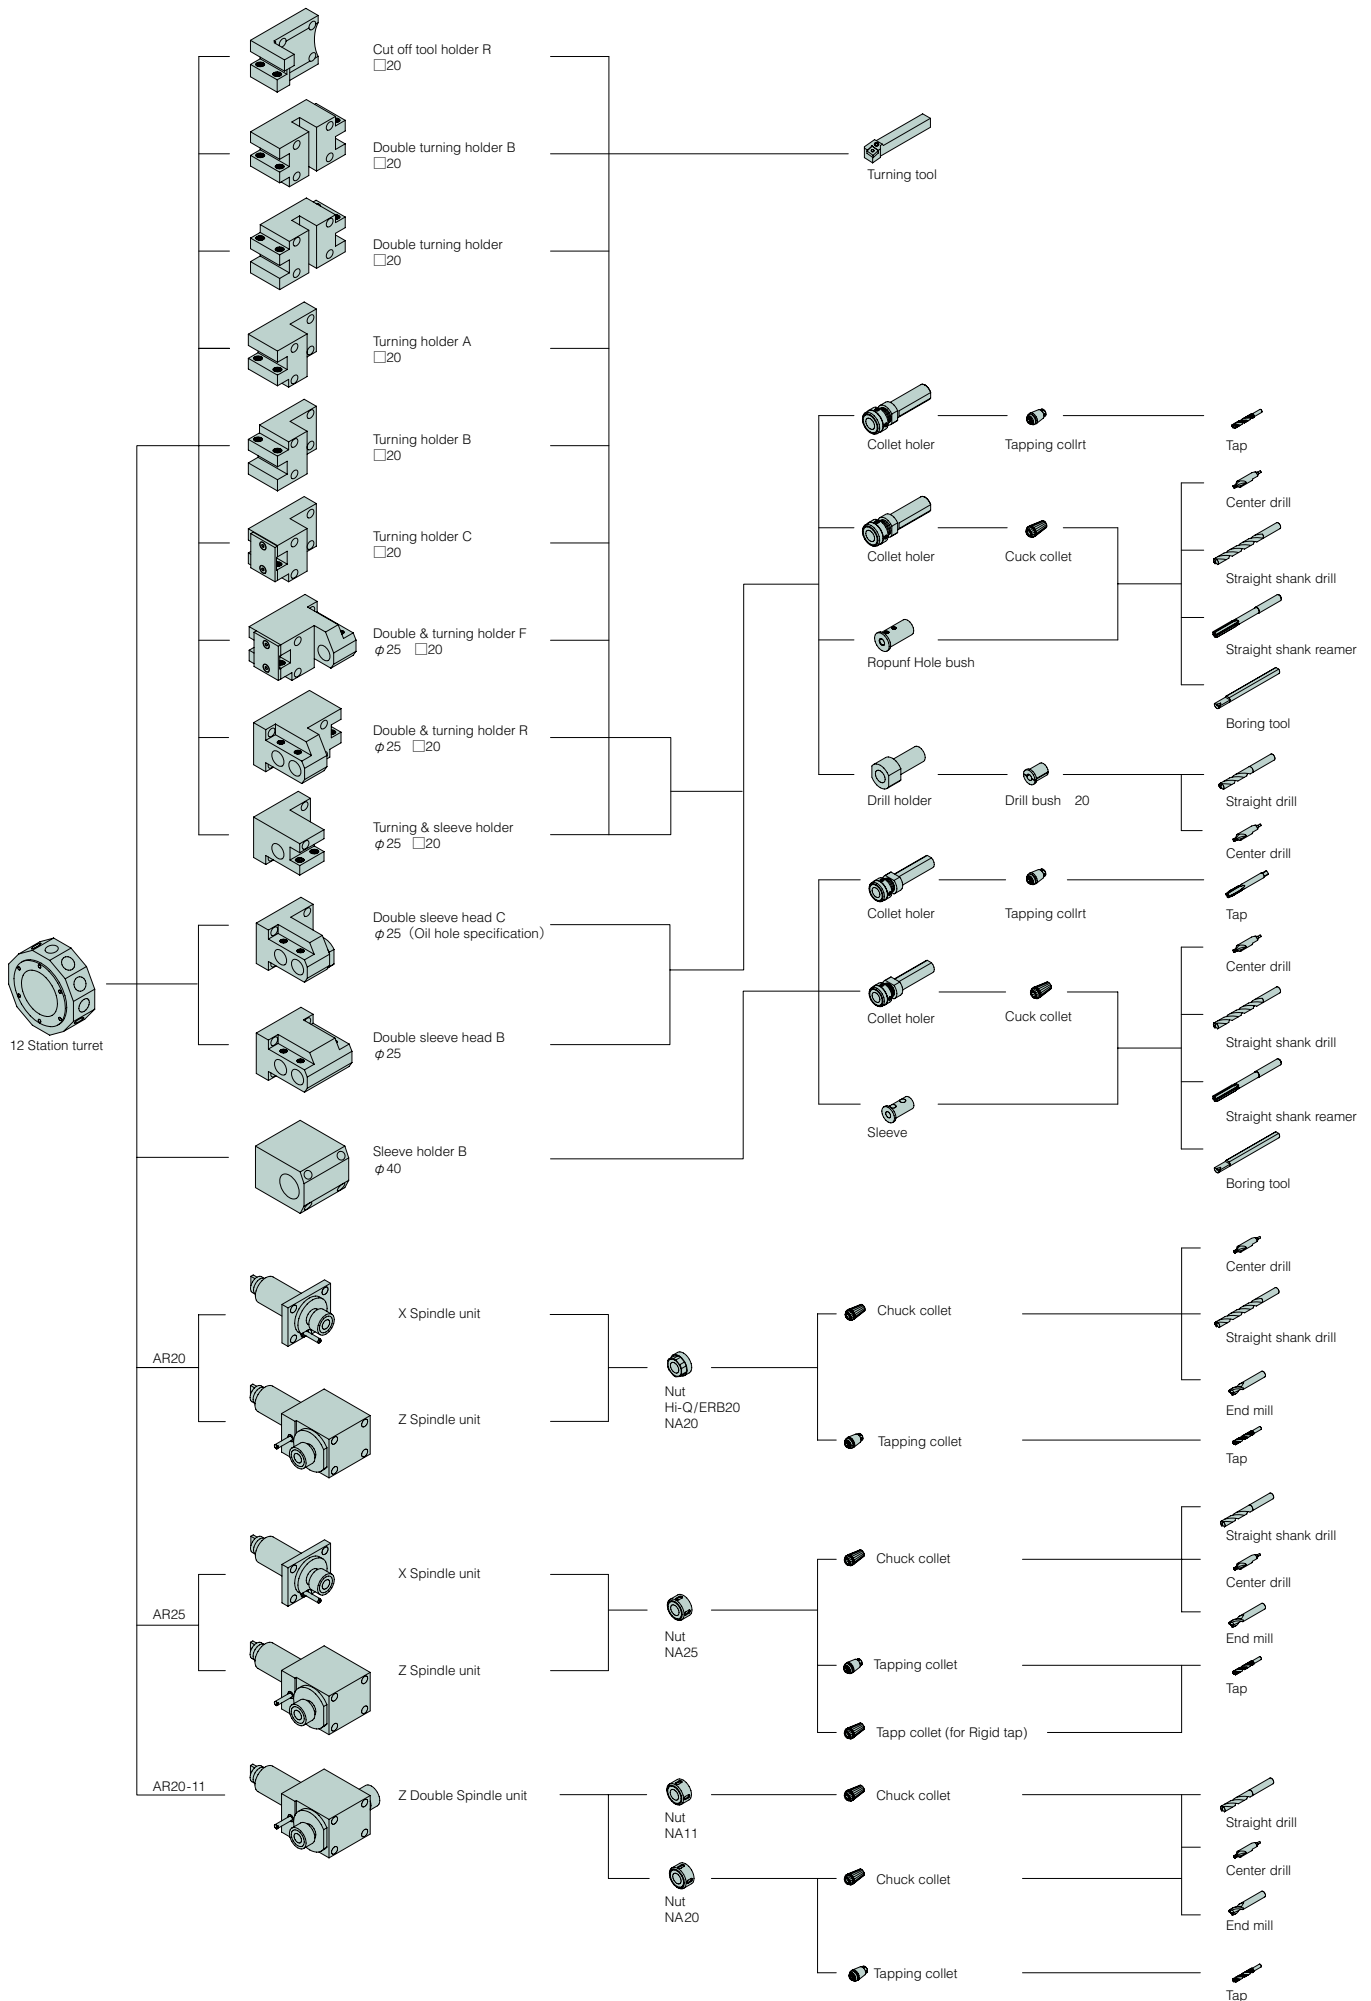 Cut off tool holder R
□20
Double turning holder B
□20
Turning tool
Double turning holder
□20
Turning holder A
□20
Turning holder B
□20
Turning holder C
□20
Double & turning holder F
φ25 □20
Double & turning holder R
φ25 □20
Turning & sleeve holder
φ25 □20
Double sleeve head C
φ25（Oil hole specification）
Double sleeve head B
φ25
Sleeve holder B
φ40
12 Station turret
Collet holer
Tapping collrt
Tap
Collet holer
Cuck collet
Center drill
Straight shank drill
Straight shank reamer
Boring tool
Ropunf Hole bush
Drill holder
Drill bush 20
Straight drill
Center drill
Collet holer
Tapping collrt
Tap
Collet holer
Cuck collet
Center drill
Straight shank drill
Straight shank reamer
Boring tool
Sleeve
AR20
X Spindle unit
Z Spindle unit
Nut
Hi-Q/ERB20
NA20
Chuck collet
Center drill
Straight shank drill
End mill
Tapping collet
Tap
AR25
X Spindle unit
Z Spindle unit
Nut
NA25
Chuck collet
Straight shank drill
Center drill
End mill
Tapping collet
Tap
Tapp collet (for Rigid tap)
AR20-11
Z Double Spindle unit
Nut
NA11
Chuck collet
Straight drill
Center drill
End mill
Nut
NA20
Chuck collet
Tapping collet
Tap